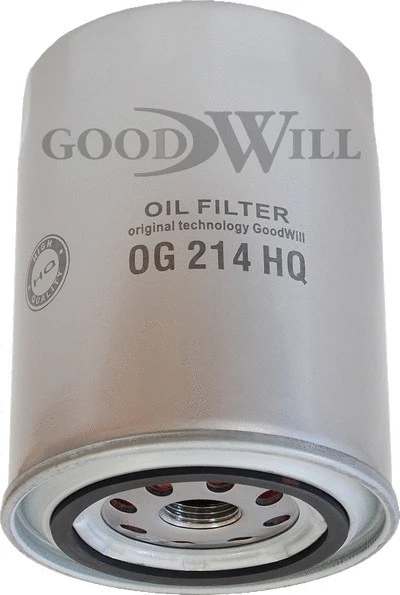 GOODWILL
OIL FILTER
original technology GoodWill
OG 214 HQ
HIGH
HQ
QUALITY